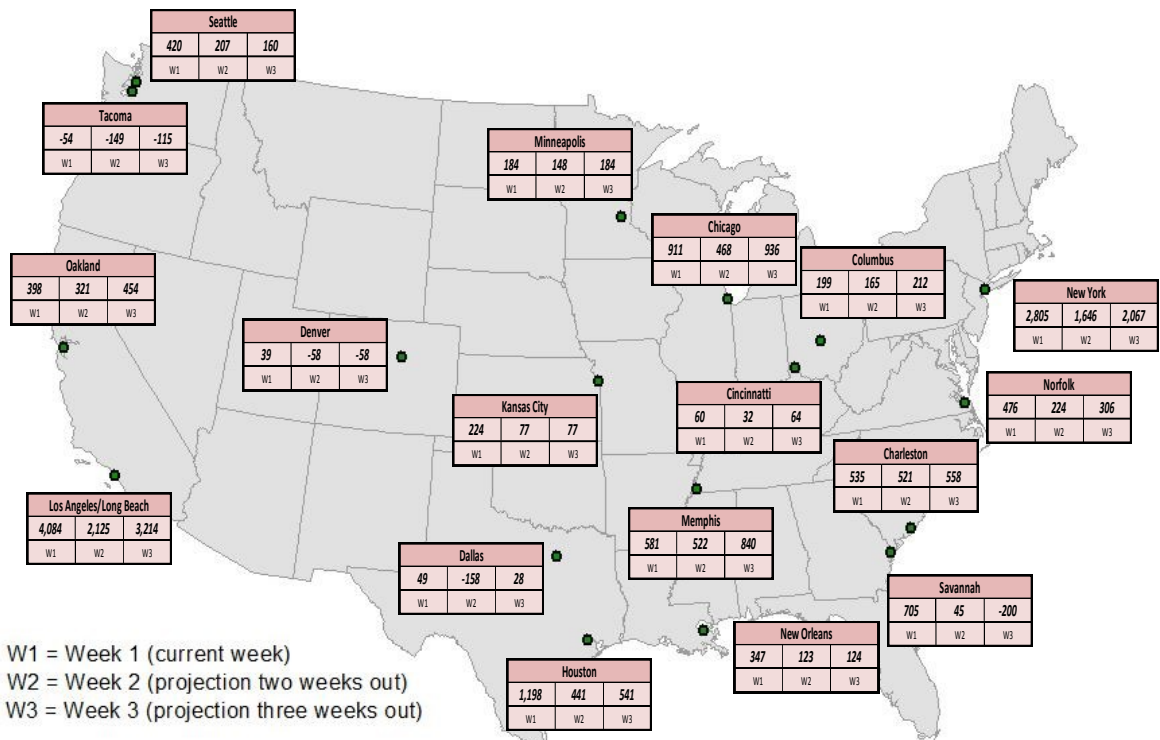 Seattle
420 207 160
W1 W2 W3
Tacoma
-54 -149 -115
W1 W2 W3
Minneapolis
184 148 184
W1 W2 W3
Chicago
911 468 936
W1 W2 W3
Columbus
199 165 212
W1 W2 W3
Oakland
398 321 454
W1 W2 W3
New York
2,805 1,646 2,067
W1 W2 W3
Denver
39 -58 -58
W1 W2 W3
Norfolk
476 224 306
W1 W2 W3
Cincinnatti
60 32 64
W1 W2 W3
Kansas City
224 77 77
W1 W2 W3
Charleston
535 521 558
W1 W2 W3
Los Angeles/Long Beach
4,084 2,125 3,214
W1 W2 W3
Memphis
581 522 840
W1 W2 W3
Dallas
49 -158 28
W1 W2 W3
Savannah
705 45 -200
W1 W2 W3
New Orleans
347 123 124
W1 W2 W3
Houston
1,198 441 541
W1 W2 W3
W1 = Week 1 (current week)
W2 = Week 2 (projection two weeks out)
W3 = Week 3 (projection three weeks out)